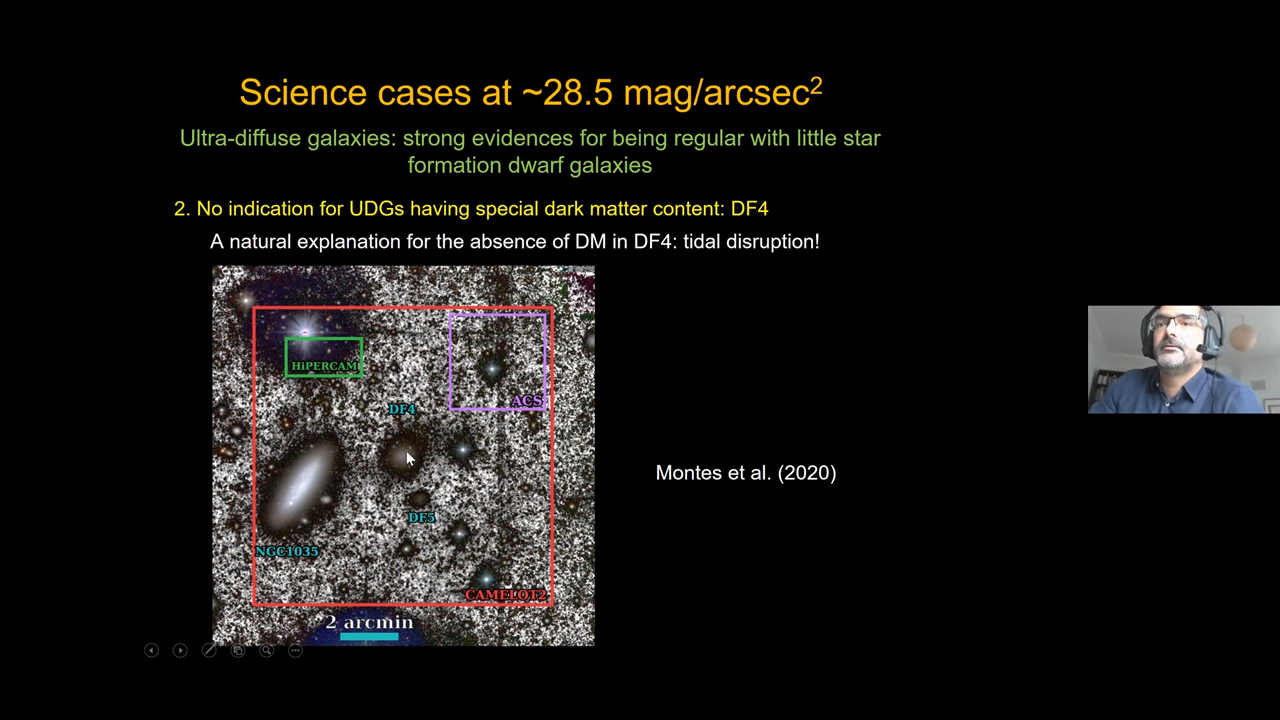 Science cases at ~28.5 mag/arcsec²
Ultra-diffuse galaxies: strong evidences for being regular with little star
formation dwarf galaxies
2. No indication for UDGs having special dark matter content: DF4
A natural explanation for the absence of DM in DF4: tidal disruption!
HiPERCAM
ACS
DF4
Montes et al. (2020)
DF5
NGC1035
CAMELOT2
2 arcmin